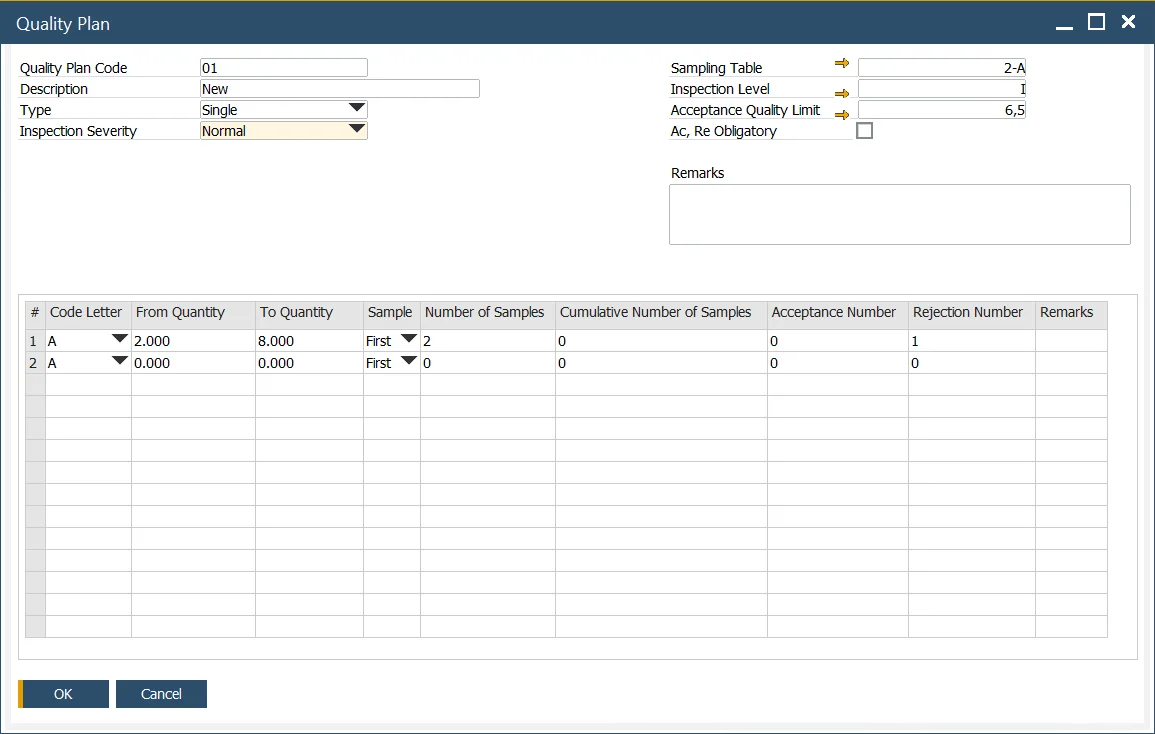 Quality Plan
Quality Plan Code 01
Description New
Type Single
Inspection Severity Normal
Sampling Table 2-A
Inspection Level I
Acceptance Quality Limit 6,5
Ac, Re Obligatory
Remarks
# Code Letter From Quantity To Quantity Sample Number of Samples Cumulative Number of Samples Acceptance Number Rejection Number Remarks
1 A 2.000 8.000 First 2 0 0 1
2 A 0.000 0.000 First 0 0 0 0
OK Cancel